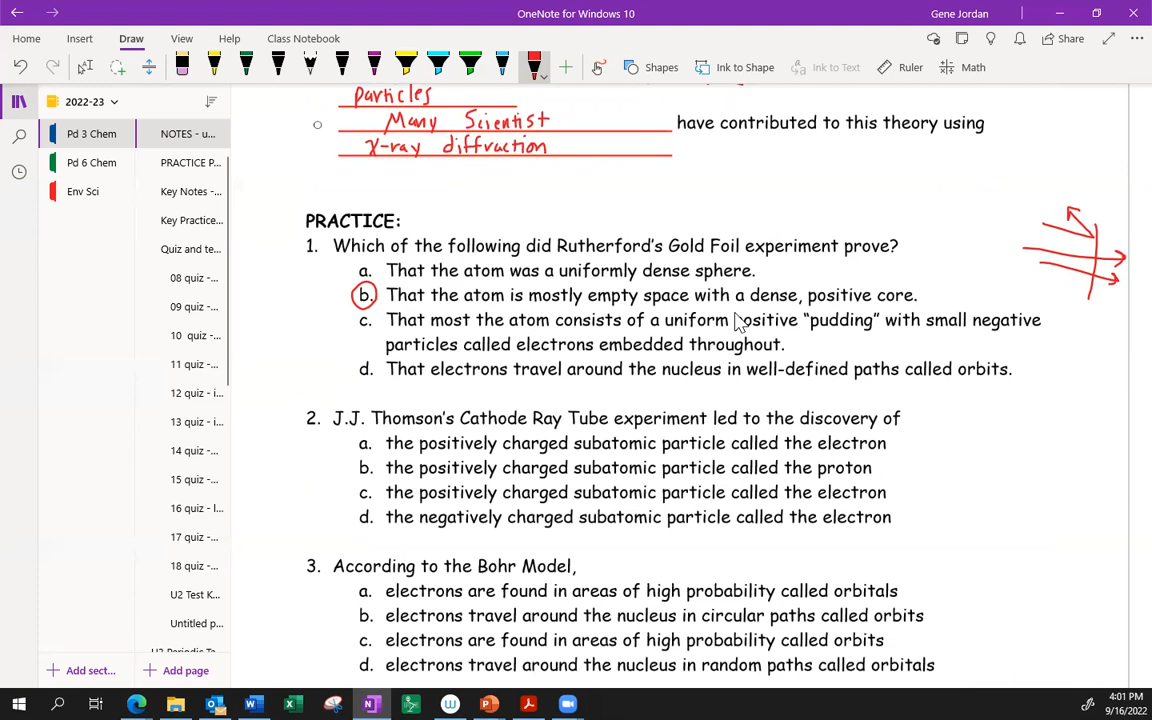 OneNote for Windows 10
Gene Jordan
Home Insert Draw View Help Class Notebook
Share
Shapes Ink to Shape Ink to Text Ruler Math
2022-23
Pd 3 Chem
Pd 6 Chem
Env Sci
NOTES - u...
PRACTICE P...
Key Notes -...
Key Practice...
Quiz and te...
08 quiz -...
09 quiz -...
10 quiz -...
11 quiz -...
12 quiz - i...
13 quiz - i...
14 quiz -...
15 quiz -...
16 quiz - l...
17 quiz -...
18 quiz -...
U2 Test K...
Untitled p...
Add sect...
Add page
particles
Many Scientist have contributed to this theory using
x-ray diffraction
PRACTICE:
1. Which of the following did Rutherford's Gold Foil experiment prove?
a. That the atom was a uniformly dense sphere.
b. That the atom is mostly empty space with a dense, positive core.
c. That most the atom consists of a uniform positive "pudding" with small negative
particles called electrons embedded throughout.
d. That electrons travel around the nucleus in well-defined paths called orbits.
2. J.J. Thomson's Cathode Ray Tube experiment led to the discovery of
a. the positively charged subatomic particle called the electron
b. the positively charged subatomic particle called the proton
c. the positively charged subatomic particle called the electron
d. the negatively charged subatomic particle called the electron
3. According to the Bohr Model,
a. electrons are found in areas of high probability called orbitals
b. electrons travel around the nucleus in circular paths called orbits
c. electrons are found in areas of high probability called orbits
d. electrons travel around the nucleus in random paths called orbitals
4:01 PM
9/16/2022